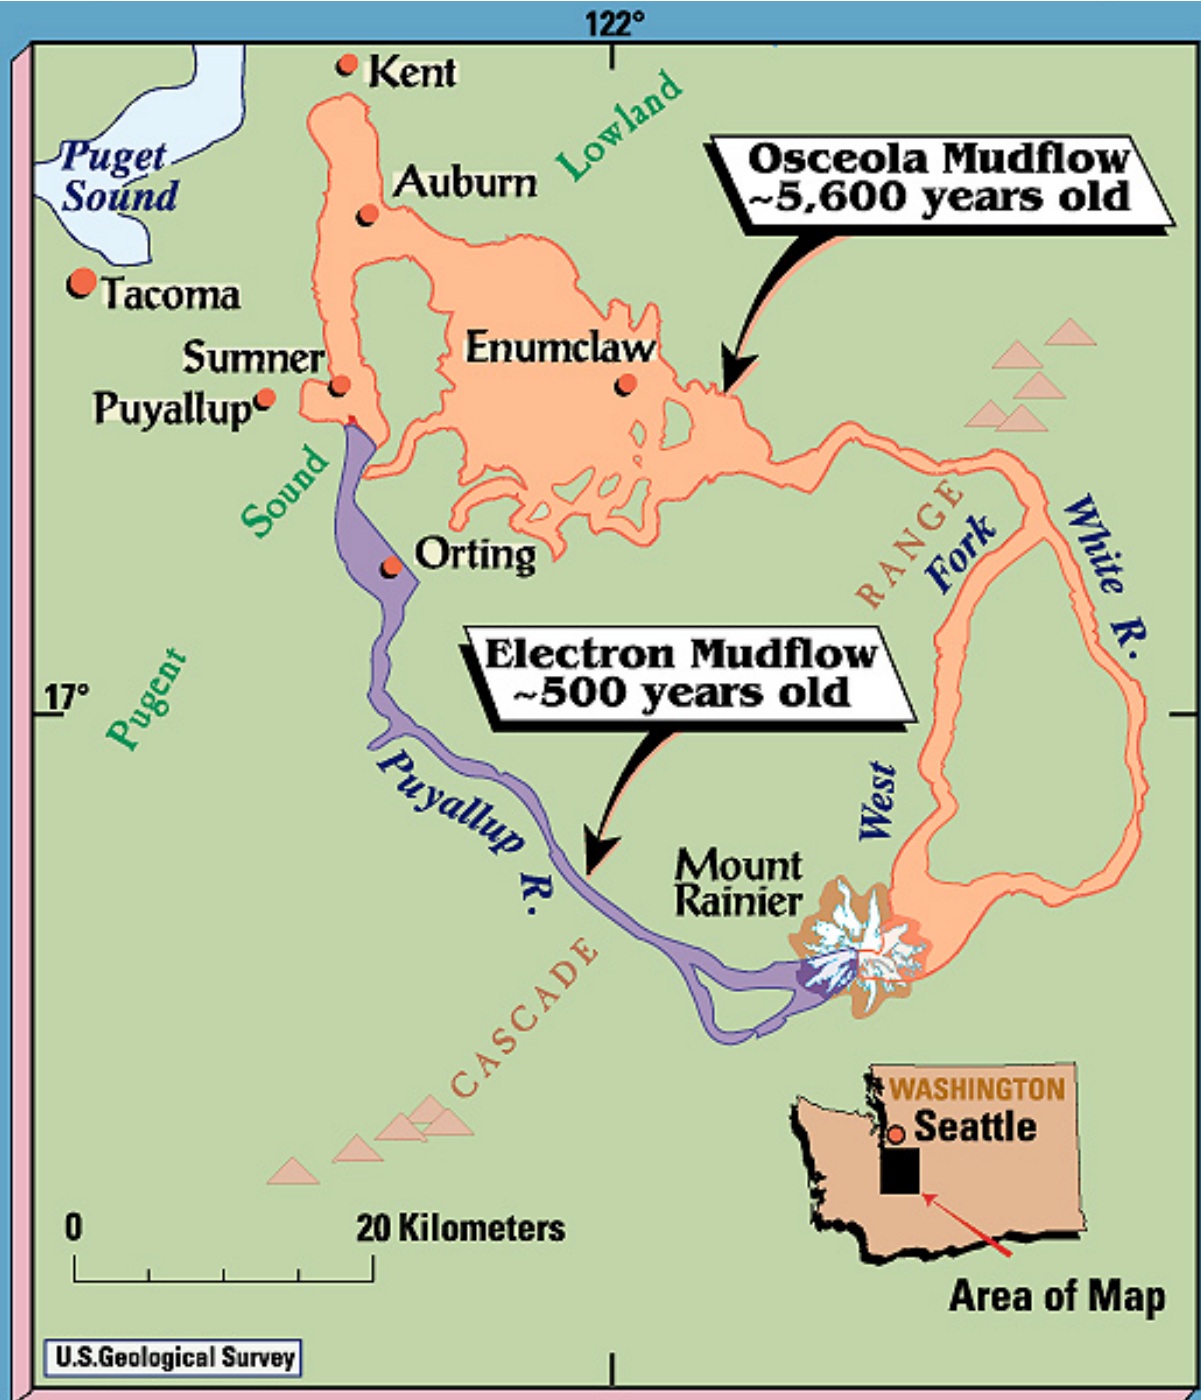 122°
Kent
Lowland
Puget
Sound
Osceola Mudflow
~5,600 years old
Auburn
Tacoma
Enumclaw
Sumner
Puyallup
Sound
RANGE
Fork
White R.
Orting
Electron Mudflow
~500 years old
17°
Pugent
Puyallup R.
West
Mount
Rainier
CASCADE
WASHINGTON
Seattle
0
20 Kilometers
Area of Map
U.S.Geological Survey